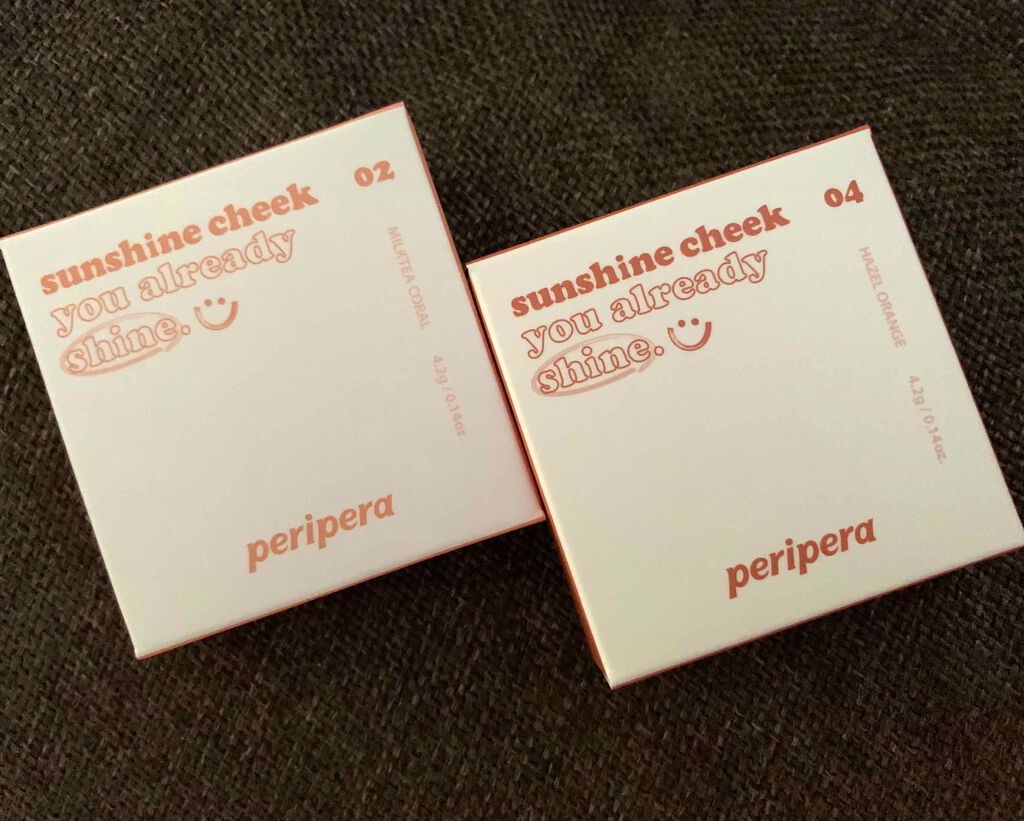 sunshine cheek 02
you already
shine.
MILKTEA CORAL 4.2g / 0.14oz.
peripera
sunshine cheek 04
you already
shine.
HAZEL ORANGE 4.2g / 0.14oz.
peripera